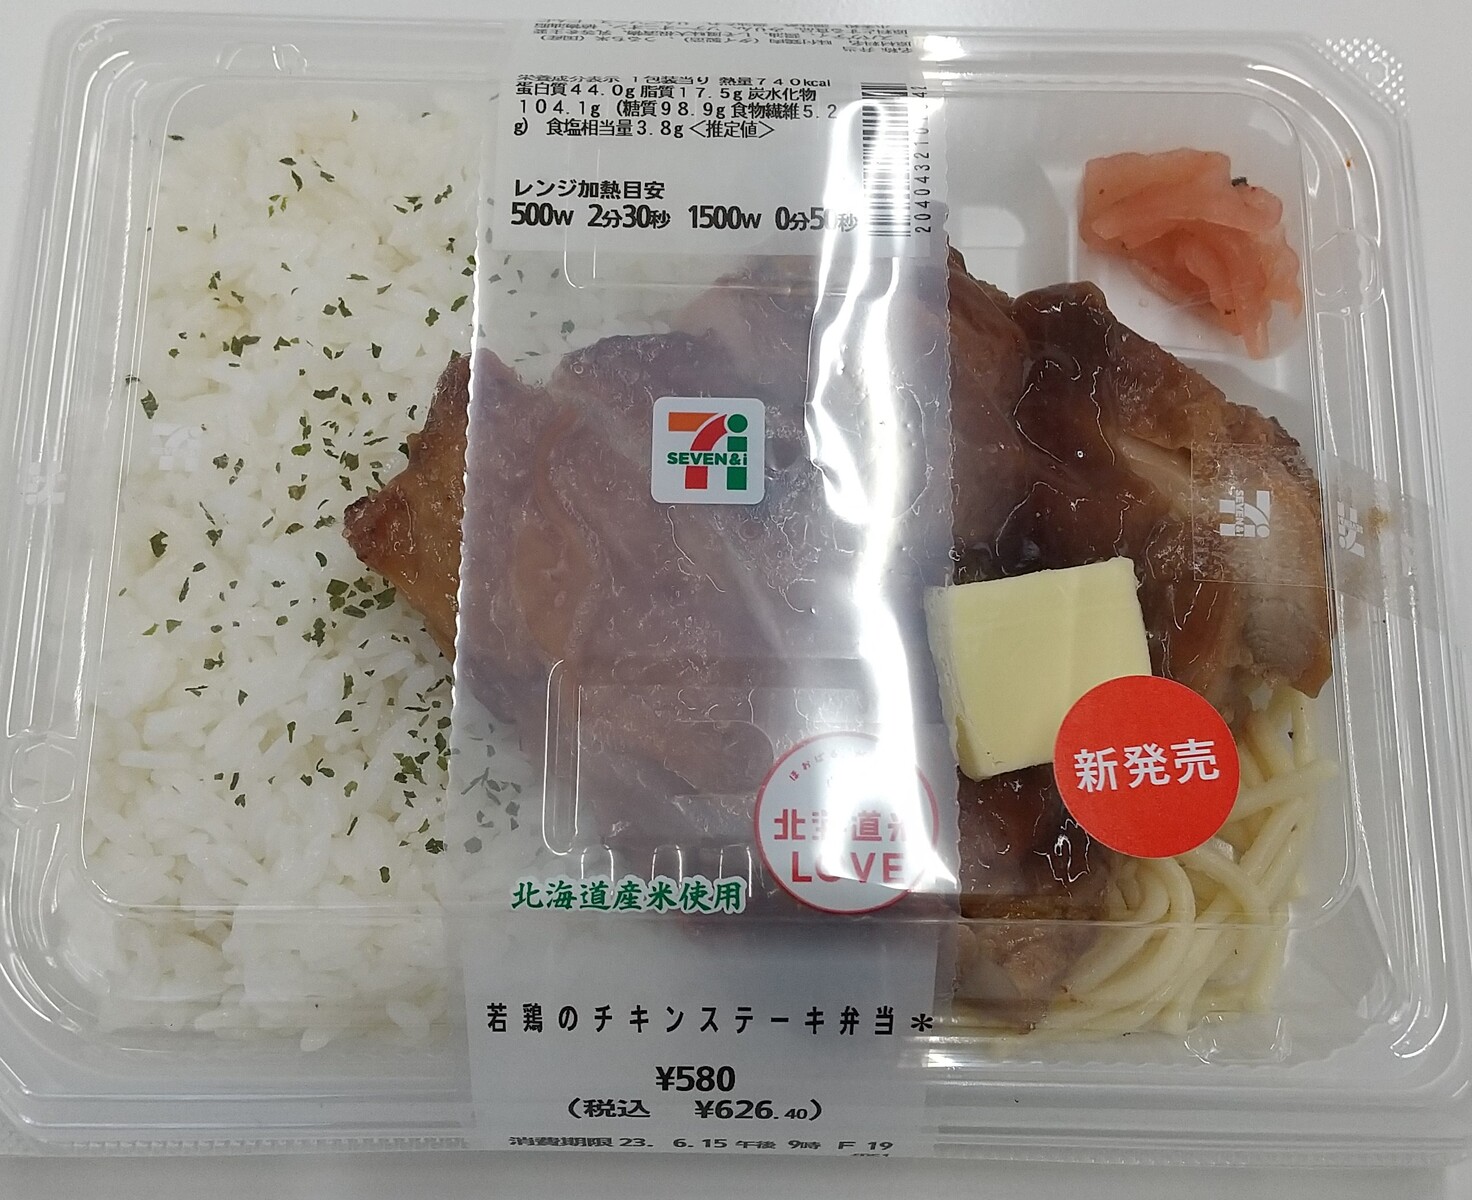 栄養成分表示 1包装当り 熱量740kcal
蛋白質44.0g 脂質17.5g 炭水化物
104.1g (糖質98.9g 食物繊維5.2
g) 食塩相当量3.8g<推定値>
レンジ加熱目安
500W 2分30秒 1500W 0分50秒
SEVEN&i
SEVEN&i
新発売
北海道米
LOVE
北海道産米使用
若鶏のチキンステーキ弁当*
¥580
(税込 ¥626.40)
消費期限 23. 6.15 午後 9時 F 19